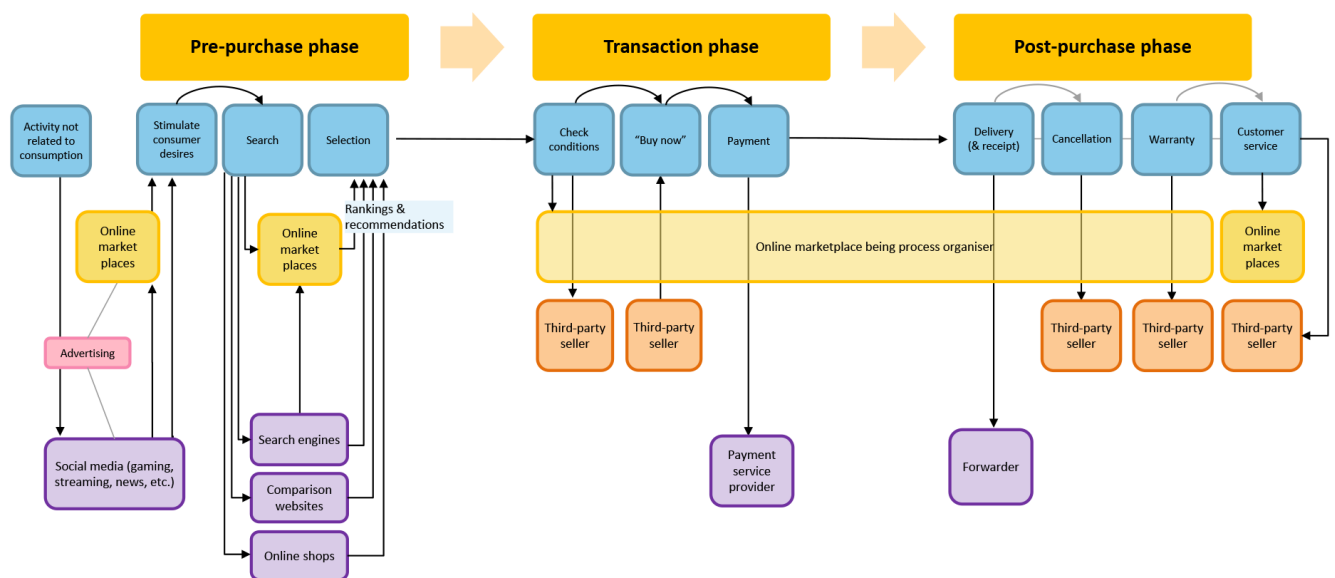 Pre-purchase phase
Transaction phase
Post-purchase phase
Activity not
related to
consumption
Stimulate
consumer
desires
Search
Selection
Check
conditions
“Buy now”
Payment
Delivery
(& receipt)
Cancellation
Warranty
Customer
service
Rankings &
recommendations
Online
market
places
Online
market
places
Online marketplace being process organiser
Online
market
places
Advertising
Third-party
seller
Third-party
seller
Third-party
seller
Third-party
seller
Third-party
seller
Social media (gaming,
streaming, news, etc.)
Search engines
Comparison
websites
Online shops
Payment
service
provider
Forwarder